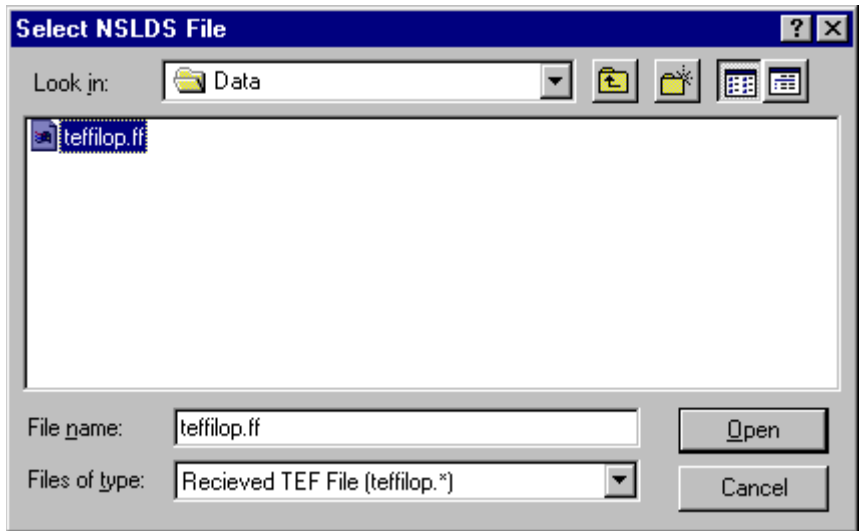 Select NSLDS File
Look in: Data
teffilop.ff
File name: teffilop.ff Open
Files of type: Recieved TEF File (teffilop.*) Cancel